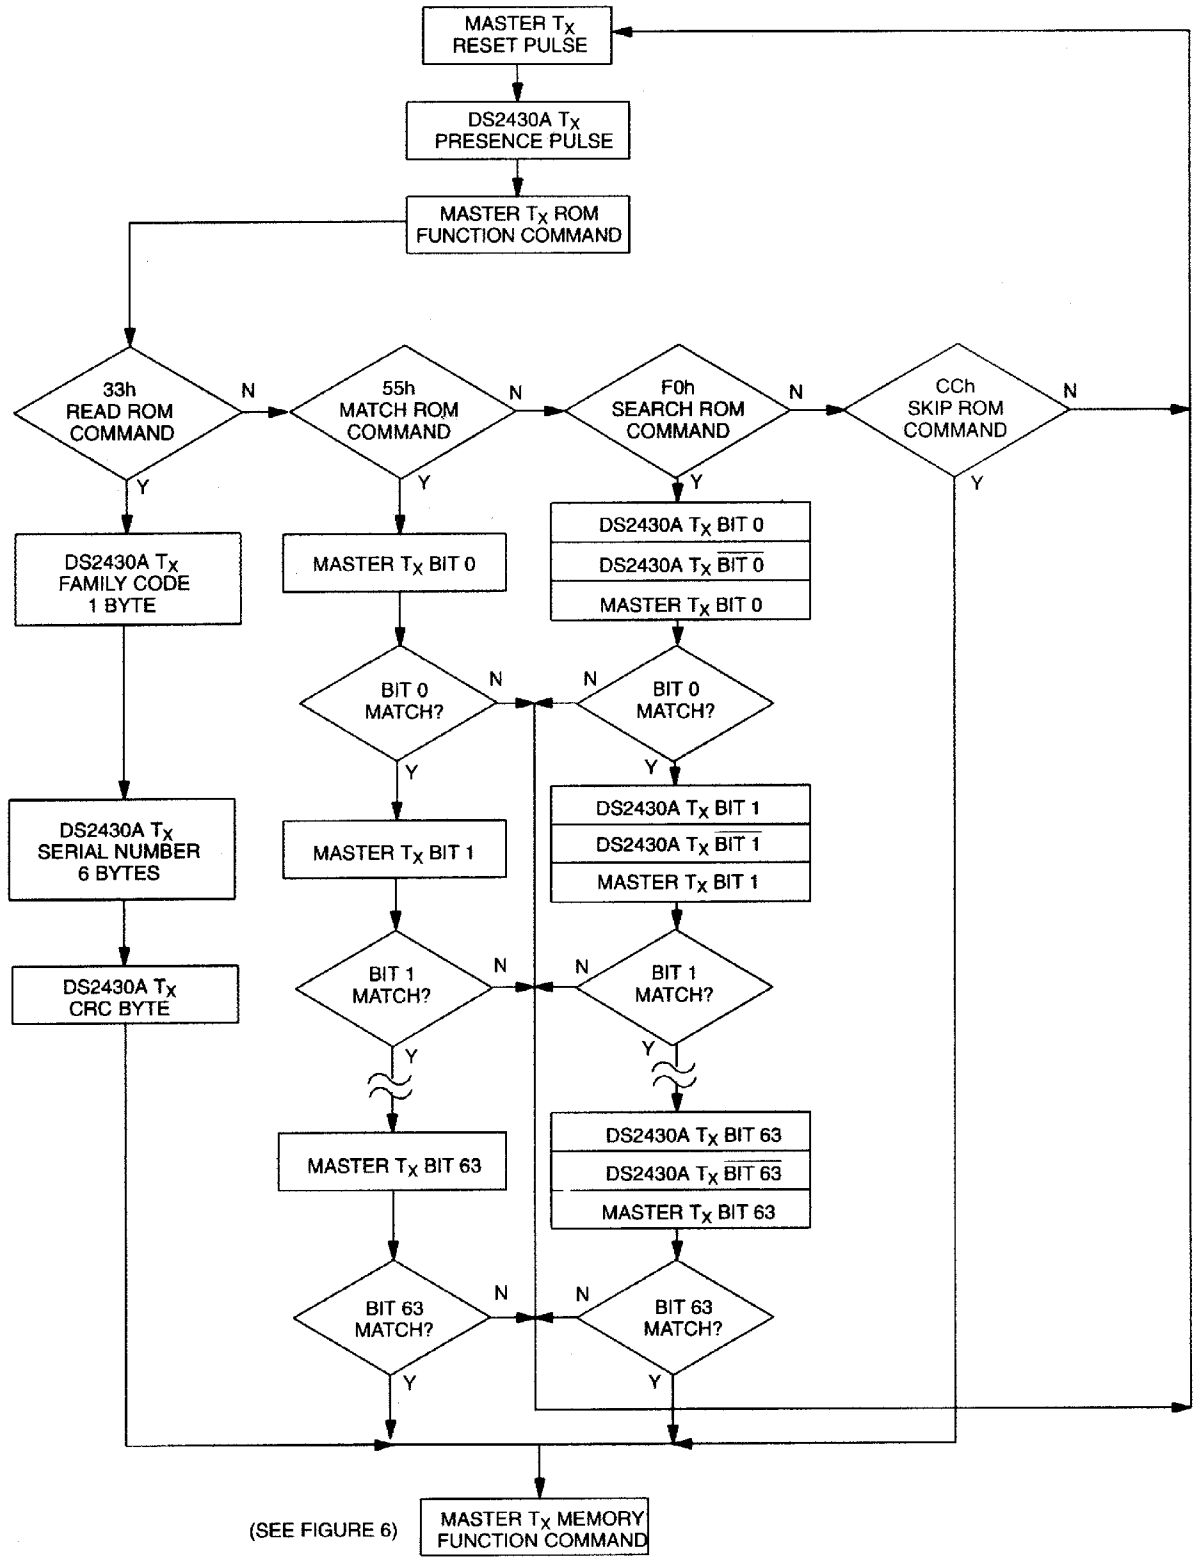 MASTER TX
RESET PULSE
DS2430A TX
PRESENCE PULSE
MASTER TX ROM
FUNCTION COMMAND
33h
READ ROM
COMMAND
N
Y
55h
MATCH ROM
COMMAND
N
Y
F0h
SEARCH ROM
COMMAND
N
Y
CCh
SKIP ROM
COMMAND
N
Y
DS2430A TX
FAMILY CODE
1 BYTE
DS2430A TX
SERIAL NUMBER
6 BYTES
DS2430A TX
CRC BYTE
MASTER TX BIT 0
BIT 0
MATCH?
N
Y
MASTER TX BIT 1
BIT 1
MATCH?
N
Y
MASTER TX BIT 63
BIT 63
MATCH?
N
Y
DS2430A TX BIT 0
DS2430A TX BIT 0
MASTER TX BIT 0
BIT 0
MATCH?
N
Y
DS2430A TX BIT 1
DS2430A TX BIT 1
MASTER TX BIT 1
BIT 1
MATCH?
N
Y
DS2430A TX BIT 63
DS2430A TX BIT 63
MASTER TX BIT 63
BIT 63
MATCH?
N
Y
(SEE FIGURE 6)
MASTER TX MEMORY
FUNCTION COMMAND